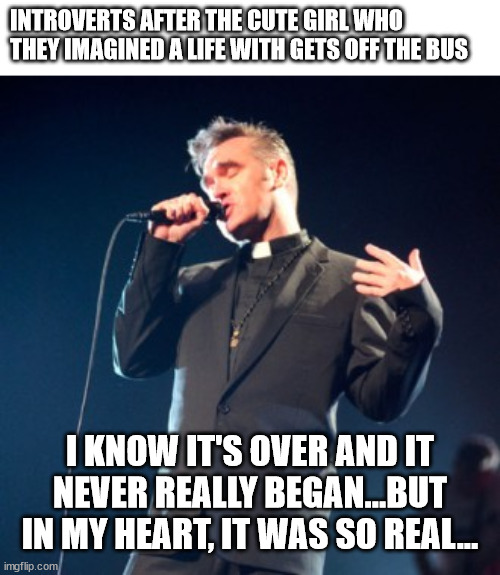 INTROVERTS AFTER THE CUTE GIRL WHO
THEY IMAGINED A LIFE WITH GETS OFF THE BUS
I KNOW IT'S OVER AND IT
NEVER REALLY BEGAN...BUT
IN MY HEART, IT WAS SO REAL...
imgflip.com